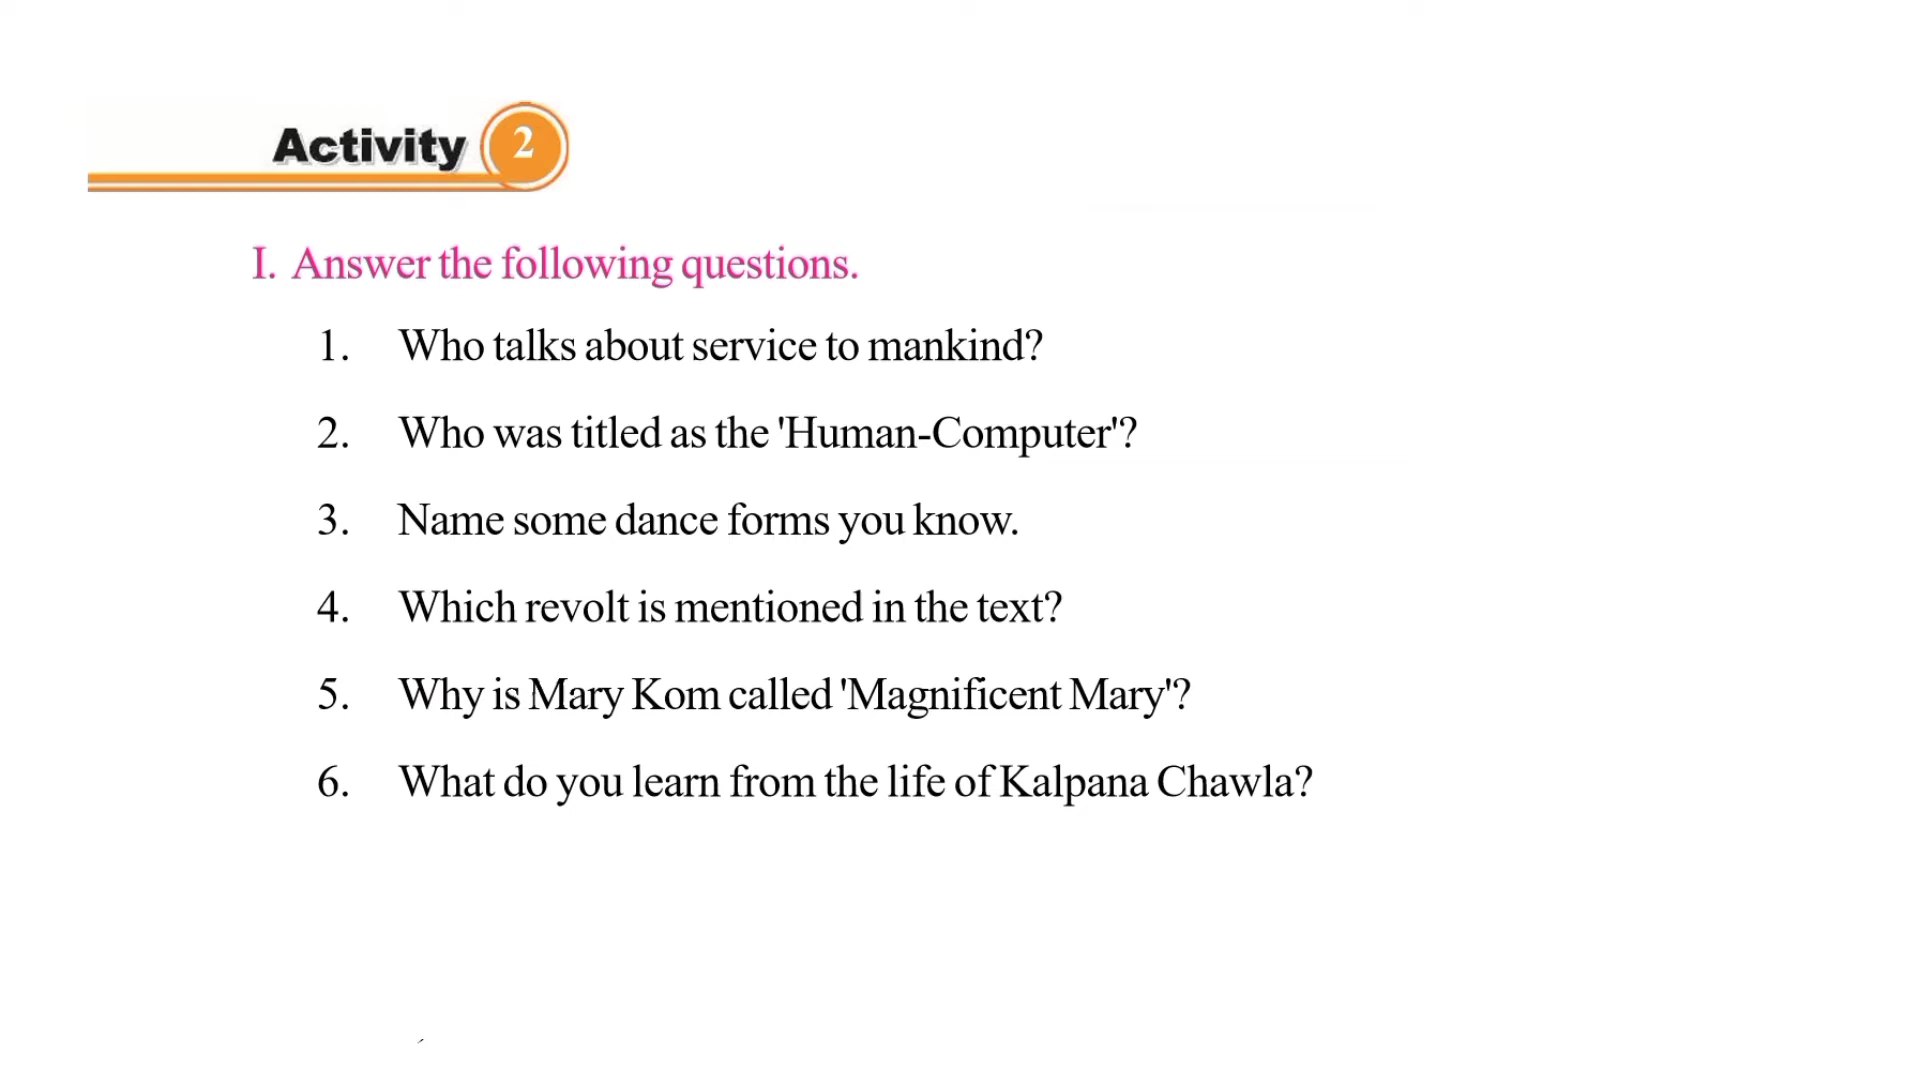 Activity 2
I. Answer the following questions.
1. Who talks about service to mankind?
2. Who was titled as the 'Human-Computer'?
3. Name some dance forms you know.
4. Which revolt is mentioned in the text?
5. Why is Mary Kom called 'Magnificent Mary'?
6. What do you learn from the life of Kalpana Chawla?